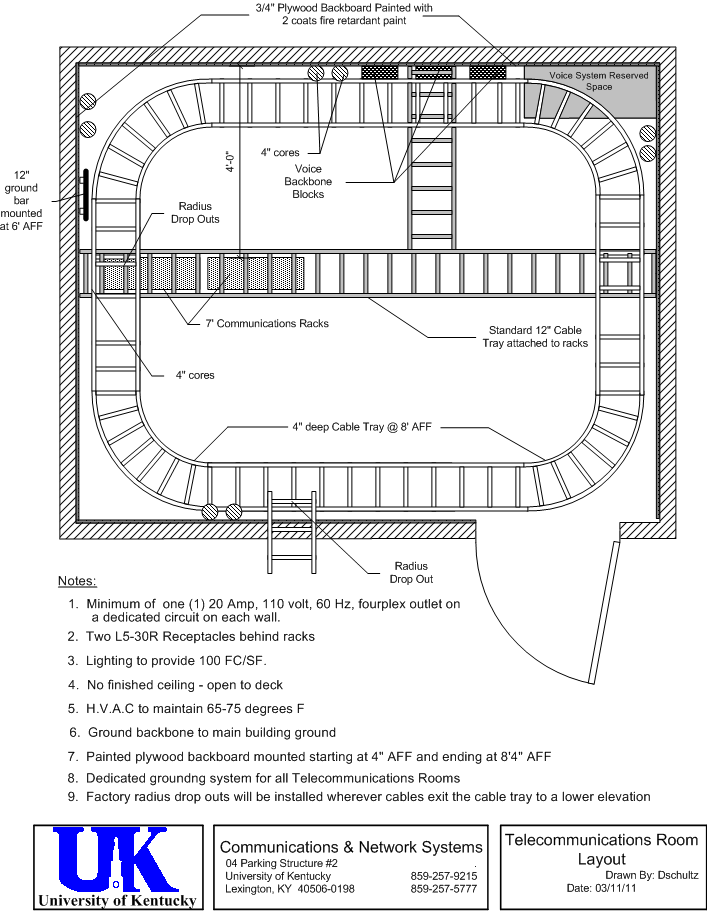 3/4" Plywood Backboard Painted with
2 coats fire retardant paint
Voice System Reserved
Space
4" cores
4'-0"
Voice
Backbone
Blocks
12"
ground
bar
mounted
at 6' AFF
Radius
Drop Outs
7' Communications Racks
Standard 12" Cable
Tray attached to racks
4" cores
4" deep Cable Tray @ 8' AFF
Radius
Drop Out
Notes:
1. Minimum of one (1) 20 Amp, 110 volt, 60 Hz, fourplex outlet on
a dedicated circuit on each wall.
2. Two L5-30R Receptacles behind racks
3. Lighting to provide 100 FC/SF.
4. No finished ceiling - open to deck
5. H.V.A.C to maintain 65-75 degrees F
6. Ground backbone to main building ground
7. Painted plywood backboard mounted starting at 4" AFF and ending at 8'4" AFF
8. Dedicated groundng system for all Telecommunications Rooms
9. Factory radius drop outs will be installed wherever cables exit the cable tray to a lower elevation
UK
University of Kentucky
Communications & Network Systems
04 Parking Structure #2 .
University of Kentucky 859-257-9215
Lexington, KY 40506-0198 859-257-5777
Telecommunications Room
Layout
Drawn By: Dschultz
Date: 03/11/11